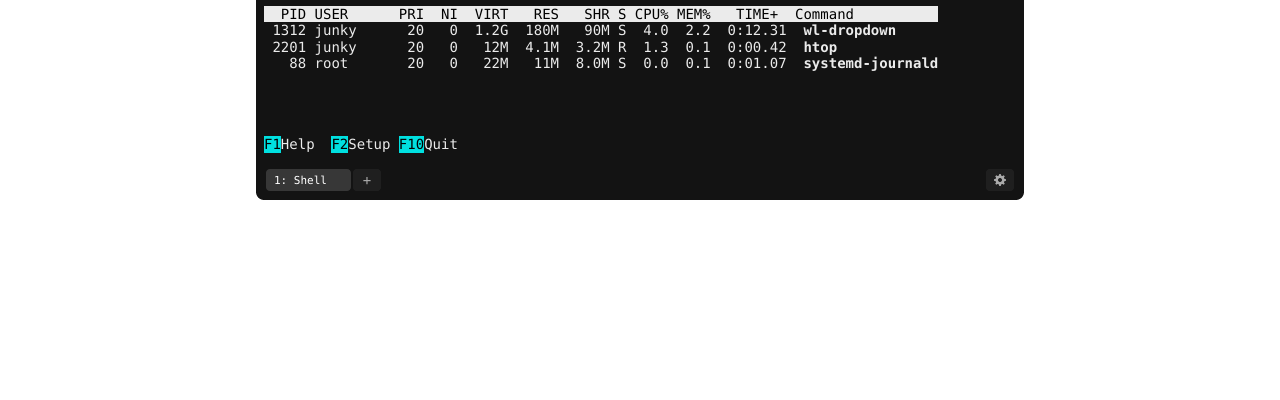 PID USER      PRI  NI  VIRT   RES   SHR S CPU% MEM%   TIME+  Command
1312 junky      20   0  1.2G  180M   90M S  4.0  2.2  0:12.31  wl-dropdown
2201 junky      20   0   12M  4.1M  3.2M R  1.3  0.1  0:00.42  htop
88 root       20   0   22M   11M  8.0M S  0.0  0.1  0:01.07  systemd-journald
F1Help  F2Setup F10Quit
1: Shell +